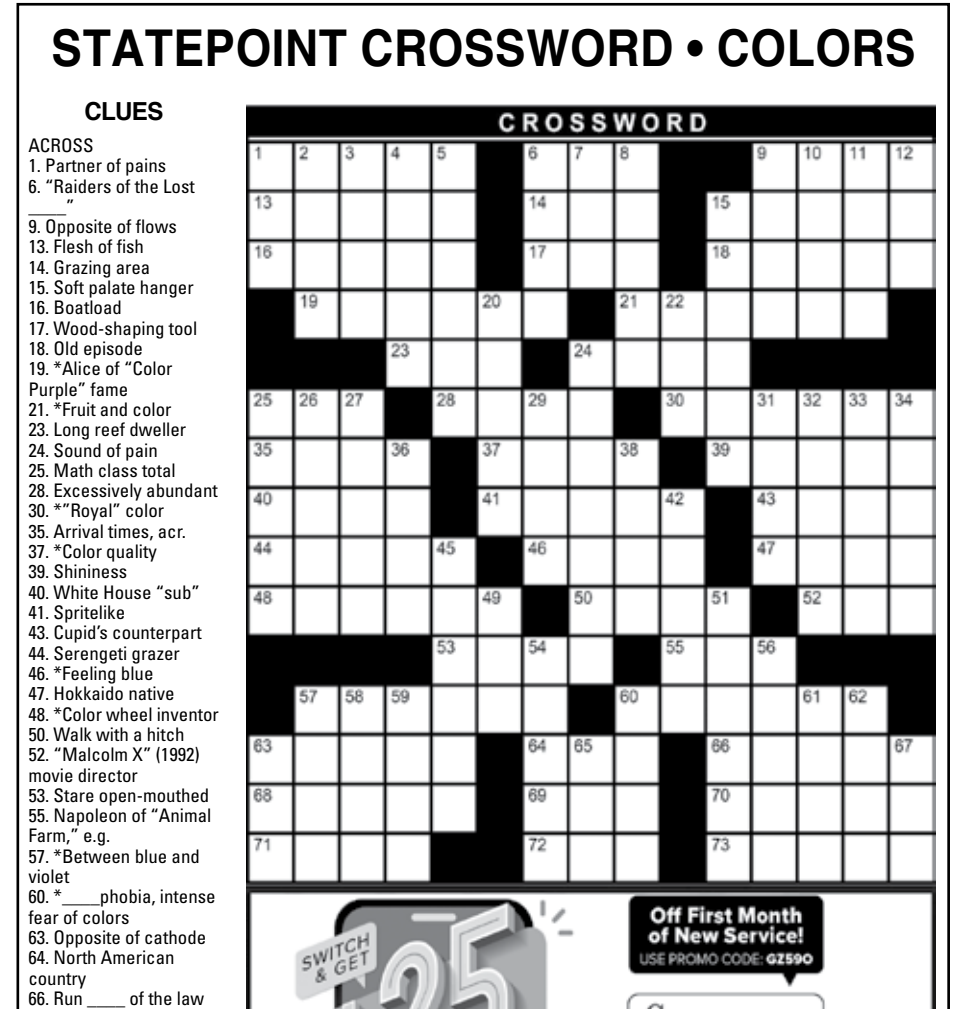 STATEPOINT CROSSWORD • COLORS
CLUES
ACROSS
1. Partner of pains
6. “Raiders of the Lost
____”
9. Opposite of flows
13. Flesh of fish
14. Grazing area
15. Soft palate hanger
16. Boatload
17. Wood-shaping tool
18. Old episode
19. *Alice of “Color
Purple” fame
21. *Fruit and color
23. Long reef dweller
24. Sound of pain
25. Math class total
28. Excessively abundant
30. *”Royal” color
35. Arrival times, acr.
37. *Color quality
39. Shininess
40. White House “sub”
41. Spritelike
43. Cupid’s counterpart
44. Serengeti grazer
46. *Feeling blue
47. Hokkaido native
48. *Color wheel inventor
50. Walk with a hitch
52. “Malcolm X” (1992)
movie director
53. Stare open-mouthed
55. Napoleon of “Animal
Farm,” e.g.
57. *Between blue and
violet
60. *____phobia, intense
fear of colors
63. Opposite of cathode
64. North American
country
66. Run ____ of the law
CROSSWORD
1 2 3 4 5 6 7 8 9 10 11 12
13 14 15
16 17 18
19 20 21 22
23 24
25 26 27 28 29 30 31 32 33 34
35 36 37 38 39
40 41 42 43
44 45 46 47
48 49 50 51 52
53 54 55 56
57 58 59 60 61 62
63 64 65 66 67
68 69 70
71 72 73
SWITCH
& GET
25
Off First Month
of New Service!
USE PROMO CODE: GZ590